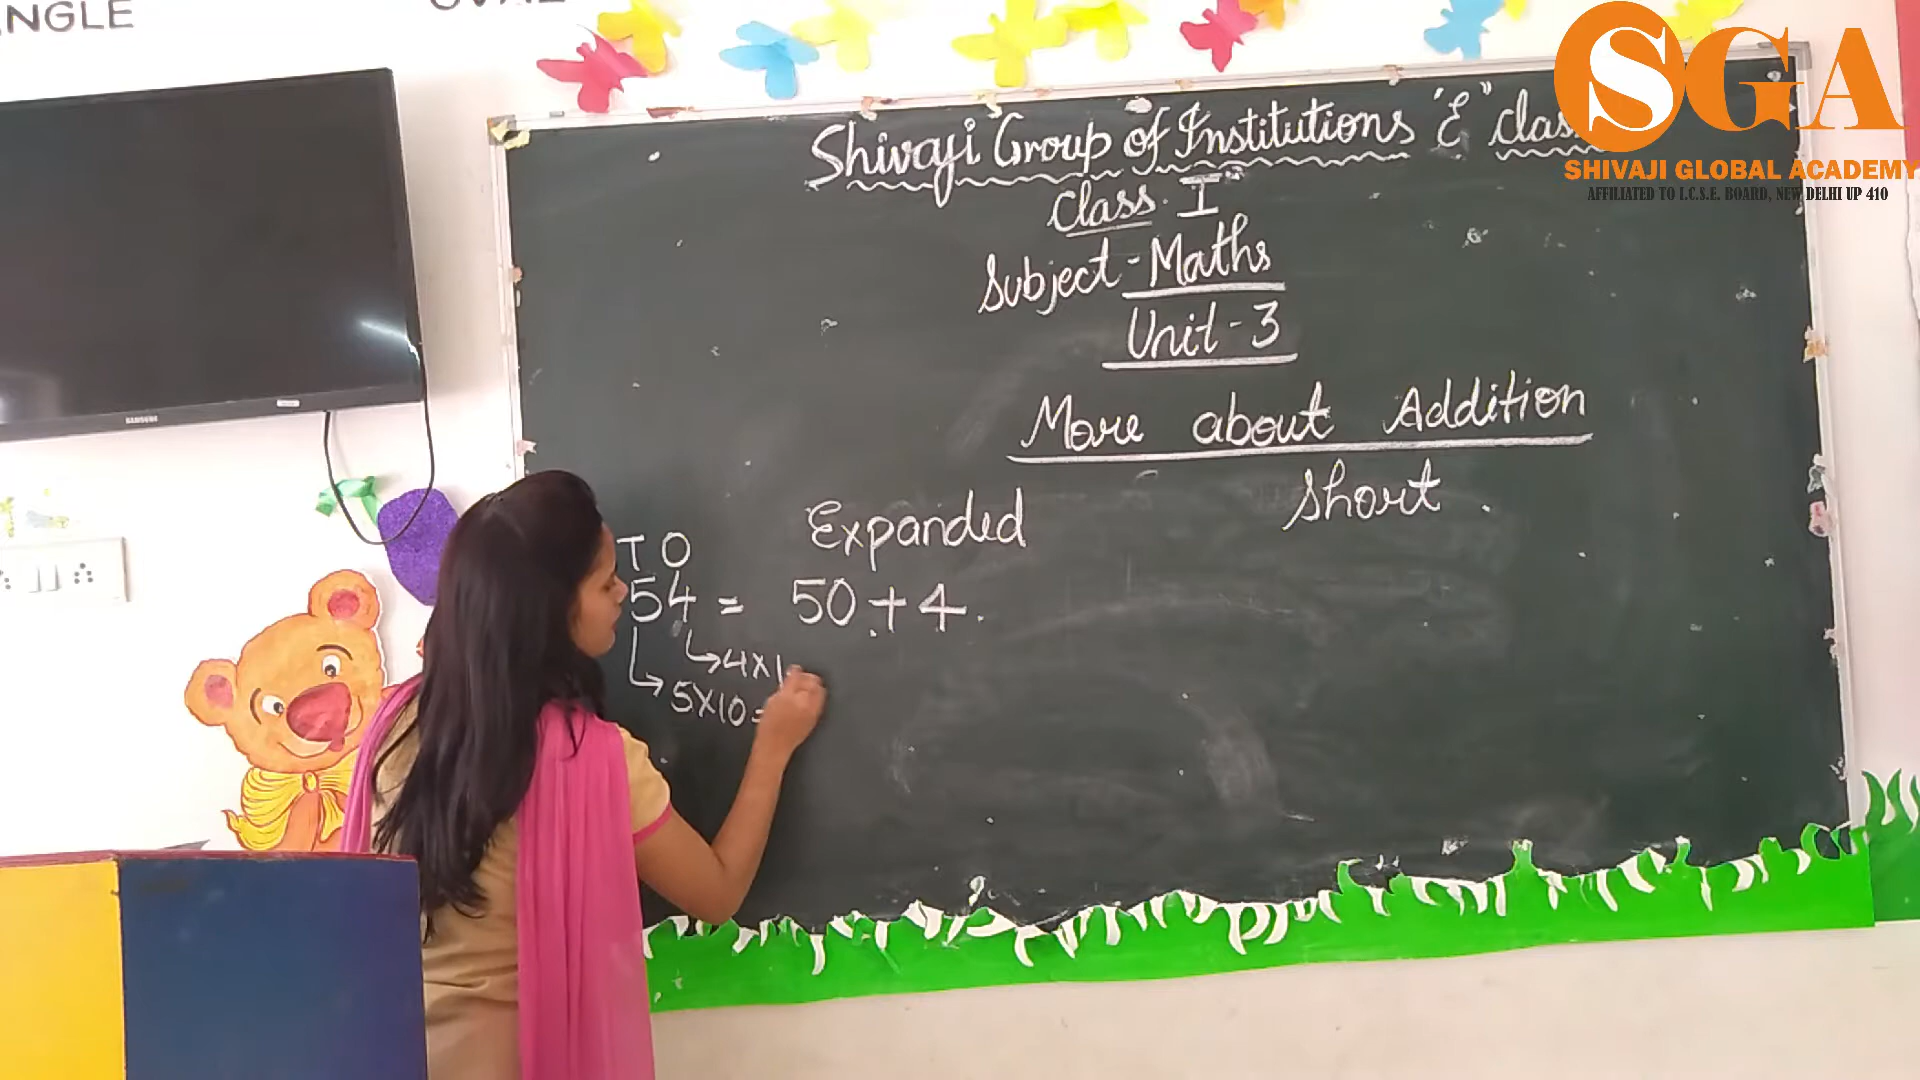 NGLE
SGA
SHIVAJI GLOBAL ACADEMY
AFFILIATED TO I.C.S.E. BOARD, NEW DELHI UP 410
Shivaji Group of Institutions "E" clas
Class. I
Subject - Maths
Unit - 3
More about Addition
Expanded Short
T O
54 = 50 + 4
4X1
5X10 =
SAMSUNG